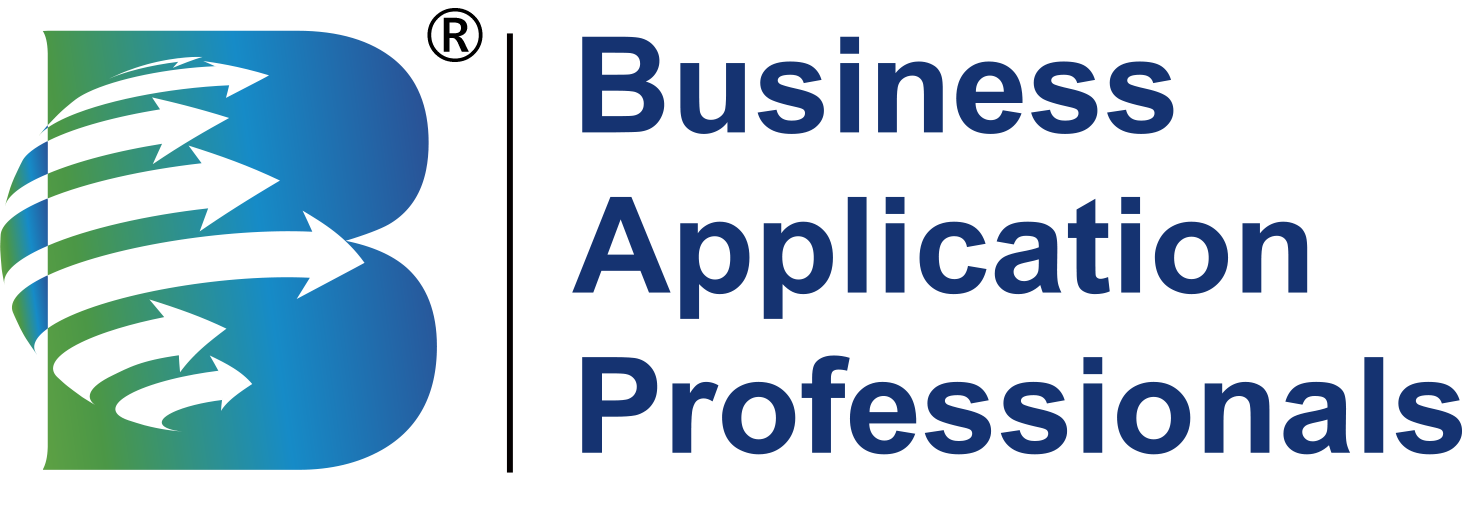 B®
Business
Application
Professionals